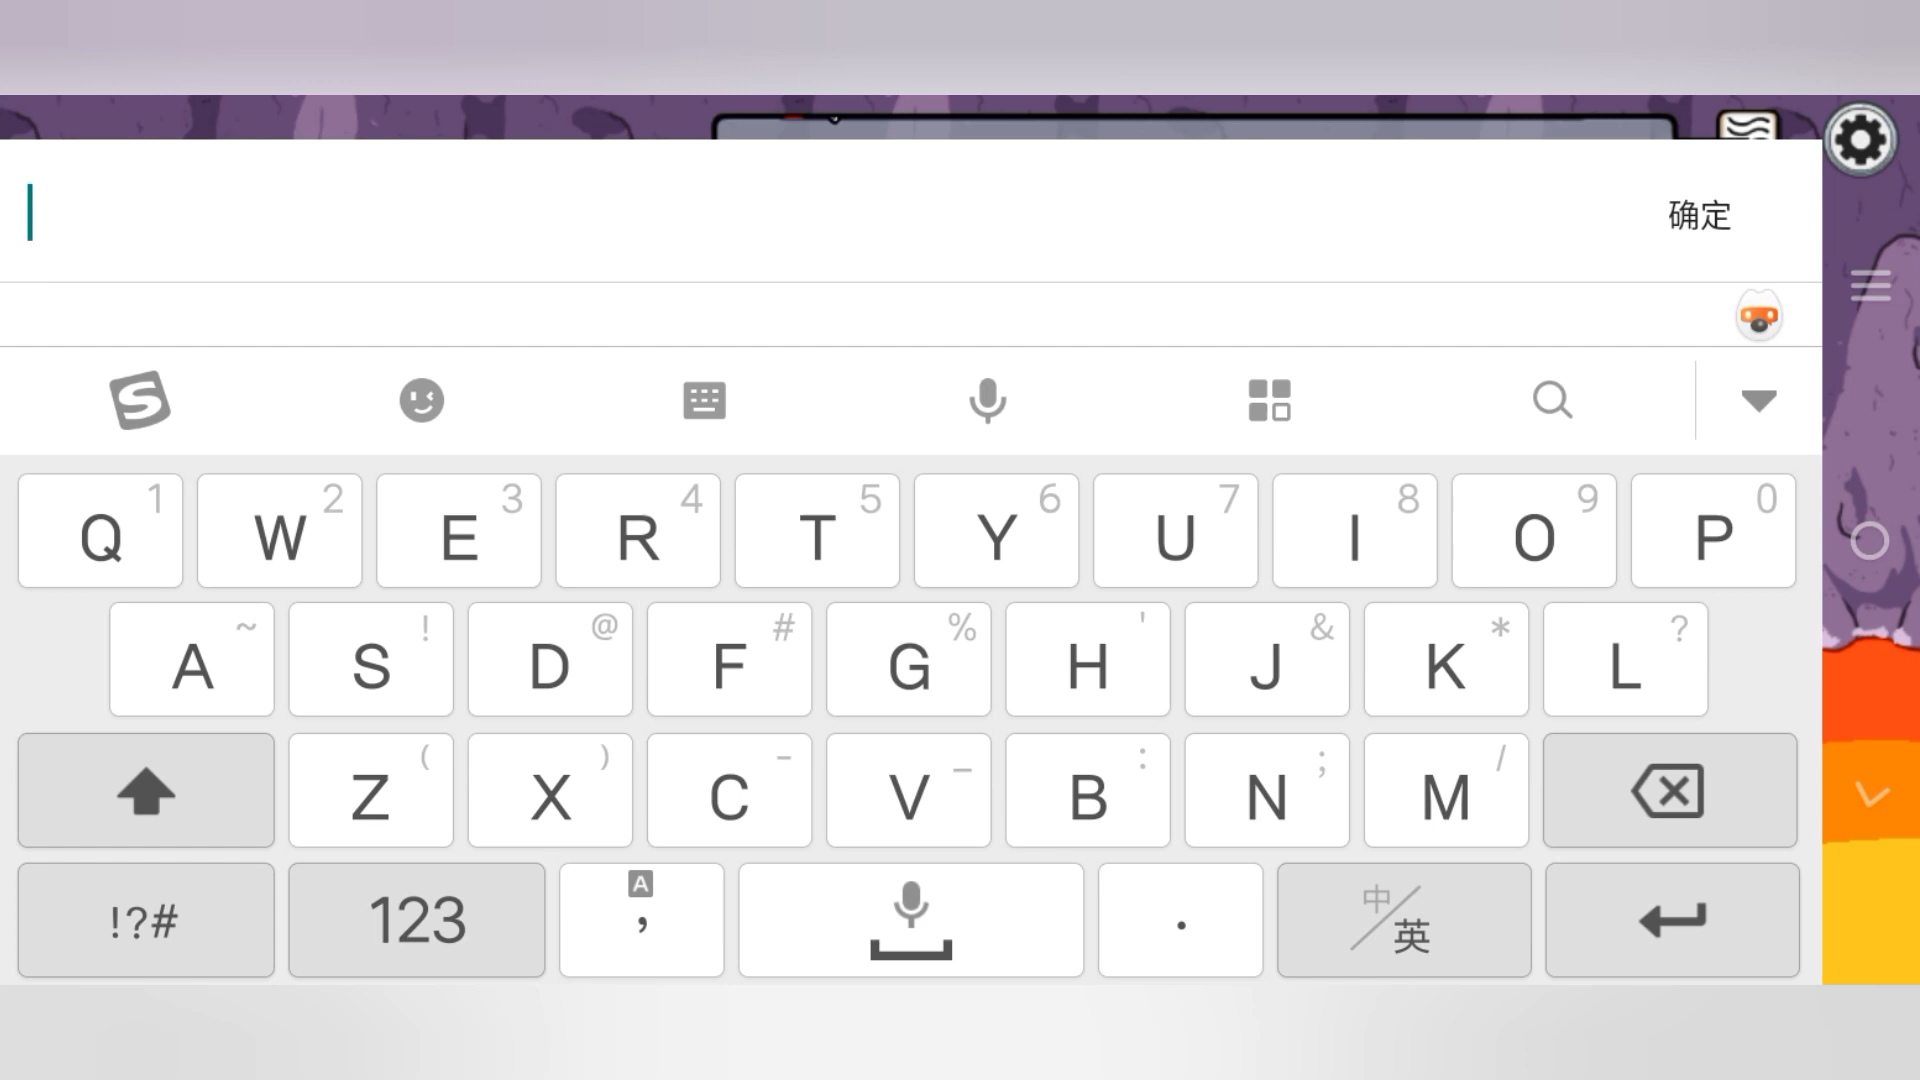 确定
1 2 3 4 5 6 7 8 9 0
Q W E R T Y U I O P
~ ! @ # % ' & * ?
A S D F G H J K L
( ) - _ : ; /
Z X C V B N M
!?# 123 A , . 中/英